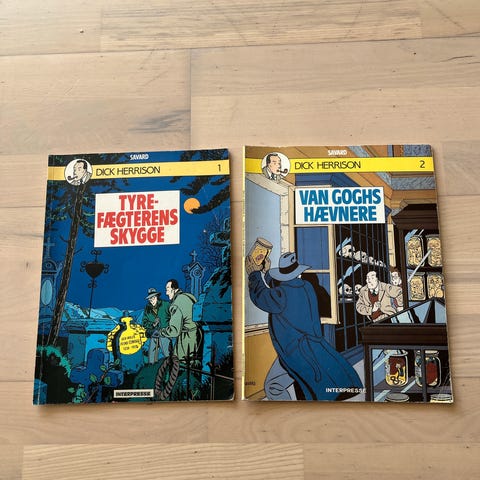 SAVARD
DICK HERRISON
1
TYRE-
FÆGTERENS
SKYGGE
INTERPRESSE
SAVARD
DICK HERRISON
2
VAN GOGHS
HÆVNERE
INTERPRESSE